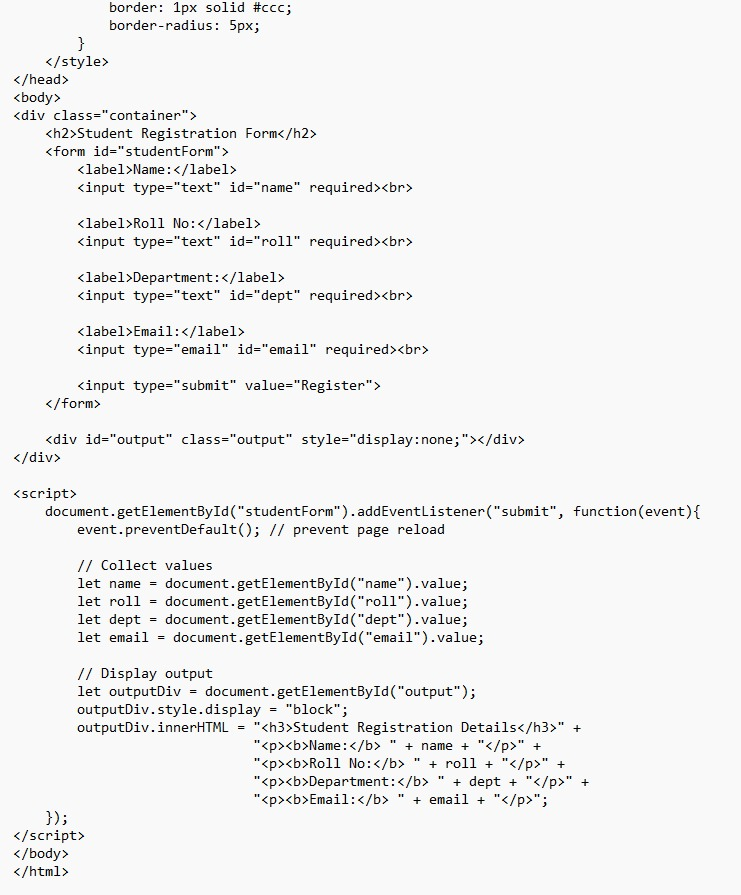 border: 1px solid #ccc;
            border-radius: 5px;
        }
    </style>
</head>
<body>
<div class="container">
    <h2>Student Registration Form</h2>
    <form id="studentForm">
        <label>Name:</label>
        <input type="text" id="name" required><br>

        <label>Roll No:</label>
        <input type="text" id="roll" required><br>

        <label>Department:</label>
        <input type="text" id="dept" required><br>

        <label>Email:</label>
        <input type="email" id="email" required><br>

        <input type="submit" value="Register">
    </form>

    <div id="output" class="output" style="display:none;"></div>
</div>

<script>
    document.getElementById("studentForm").addEventListener("submit", function(event){
        event.preventDefault(); // prevent page reload

        // Collect values
        let name = document.getElementById("name").value;
        let roll = document.getElementById("roll").value;
        let dept = document.getElementById("dept").value;
        let email = document.getElementById("email").value;

        // Display output
        let outputDiv = document.getElementById("output");
        outputDiv.style.display = "block";
        outputDiv.innerHTML = "<h3>Student Registration Details</h3>" +
                              "<p><b>Name:</b> " + name + "</p>" +
                              "<p><b>Roll No:</b> " + roll + "</p>" +
                              "<p><b>Department:</b> " + dept + "</p>" +
                              "<p><b>Email:</b> " + email + "</p>";
    });
</script>
</body>
</html>